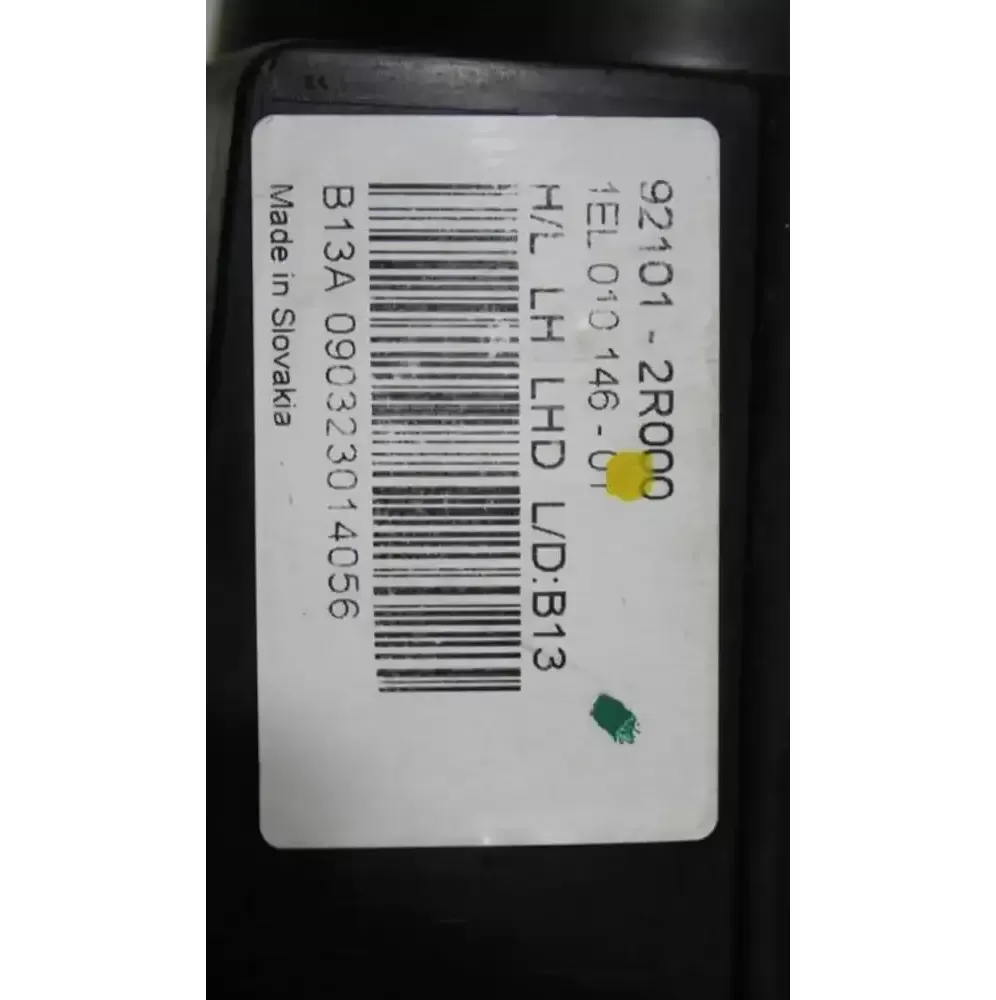 92101 - 2R000
1EL 010 146 - 01
H/L LH LHD L/D:B13
B13A 090323014056
Made in Slovakia